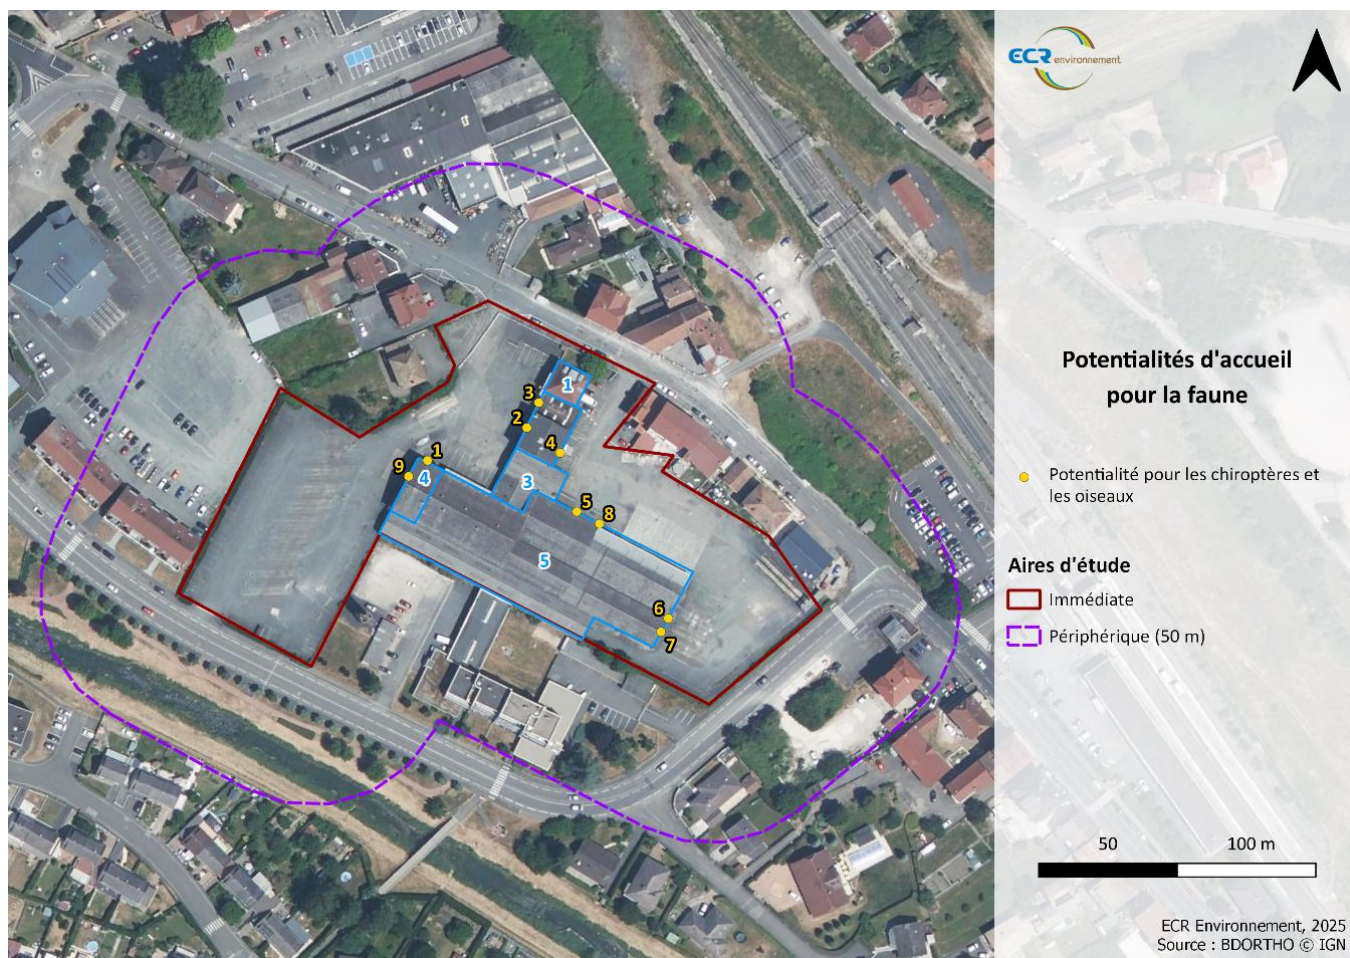 ECR environnement
Potentialités d'accueil
pour la faune
Potentialité pour les chiroptères et
les oiseaux
Aires d'étude
Immédiate
Périphérique (50 m)
50 100 m
ECR Environnement, 2025
Source : BDORTHO © IGN
1
3
2
4
1
9
4
3
5
8
5
6
7